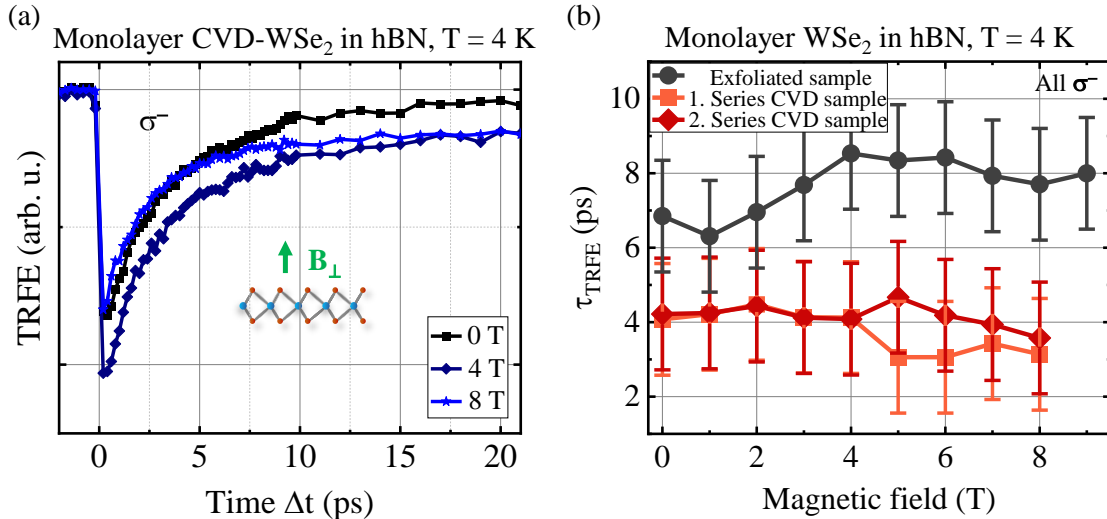 (a)
Monolayer CVD-WSe₂ in hBN, T = 4 K
TRFE (arb. u.)
σ⁻
B⊥
0 T
4 T
8 T
0 5 10 15 20
Time Δt (ps)
(b)
Monolayer WSe₂ in hBN, T = 4 K
Exfoliated sample
1. Series CVD sample
2. Series CVD sample
All σ⁻
τTRFE (ps)
10
8
6
4
2
0 2 4 6 8
Magnetic field (T)